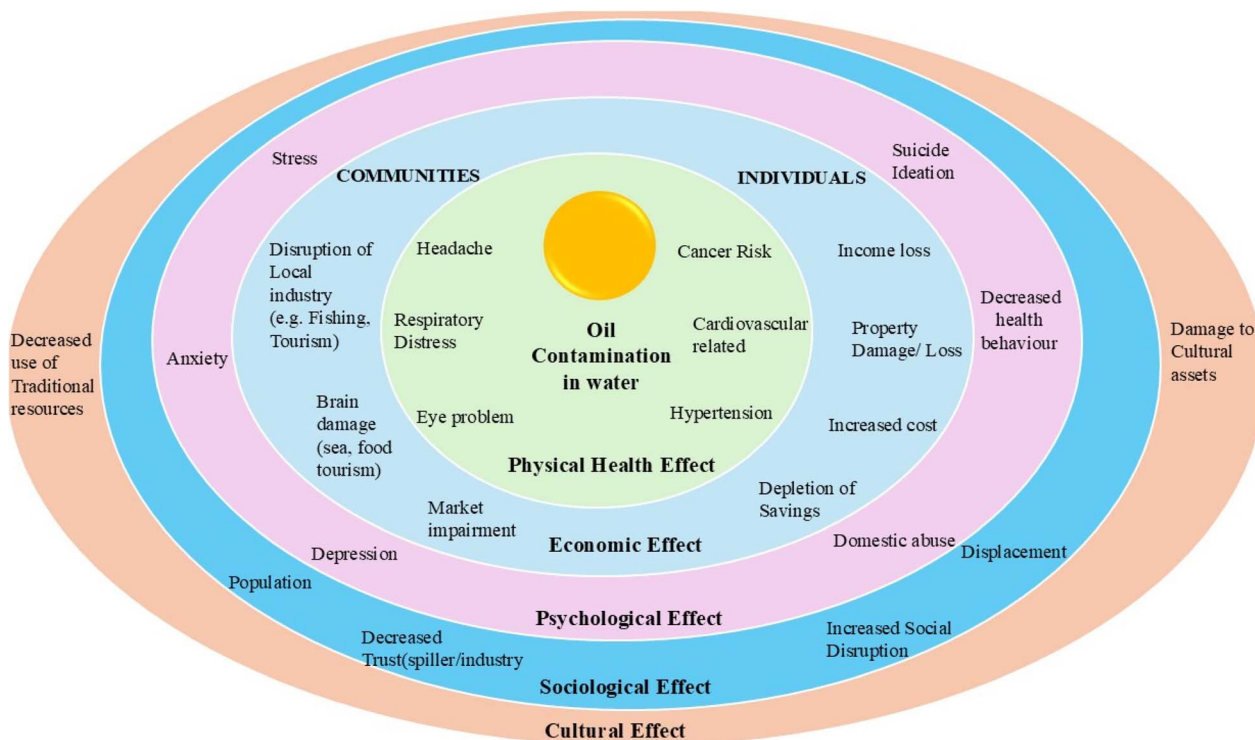 Stress
Suicide
Ideation
COMMUNITIES
INDIVIDUALS
Disruption of
Local
industry
(e.g. Fishing,
Tourism)
Headache
Cancer Risk
Income loss
Decreased
use of
Traditional
resources
Anxiety
Respiratory
Distress
Oil
Contamination
in water
Cardiovascular
related
Property
Damage/ Loss
Decreased
health
behaviour
Damage to
Cultural
assets
Brain
damage
(sea, food
tourism)
Eye problem
Hypertension
Increased cost
Physical Health Effect
Market
impairment
Depletion of
Savings
Economic Effect
Depression
Domestic abuse
Displacement
Population
Psychological Effect
Decreased
Trust(spiller/industry
Increased Social
Disruption
Sociological Effect
Cultural Effect